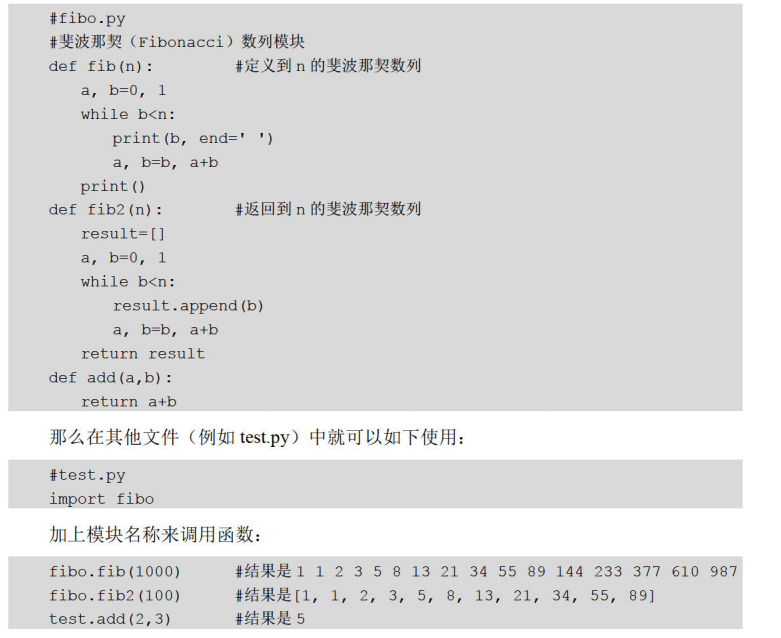 #fibo.py
#斐波那契（Fibonacci）数列模块
def fib(n):        #定义到 n 的斐波那契数列
    a, b=0, 1
    while b<n:
        print(b, end=' ')
        a, b=b, a+b
    print()
def fib2(n):        #返回到 n 的斐波那契数列
    result=[]
    a, b=0, 1
    while b<n:
        result.append(b)
        a, b=b, a+b
    return result
def add(a,b):
    return a+b
那么在其他文件（例如 test.py）中就可以如下使用：
#test.py
import fibo
加上模块名称来调用函数：
fibo.fib(1000)      #结果是 1 1 2 3 5 8 13 21 34 55 89 144 233 377 610 987
fibo.fib2(100)      #结果是[1, 1, 2, 3, 5, 8, 13, 21, 34, 55, 89]
test.add(2,3)       #结果是 5